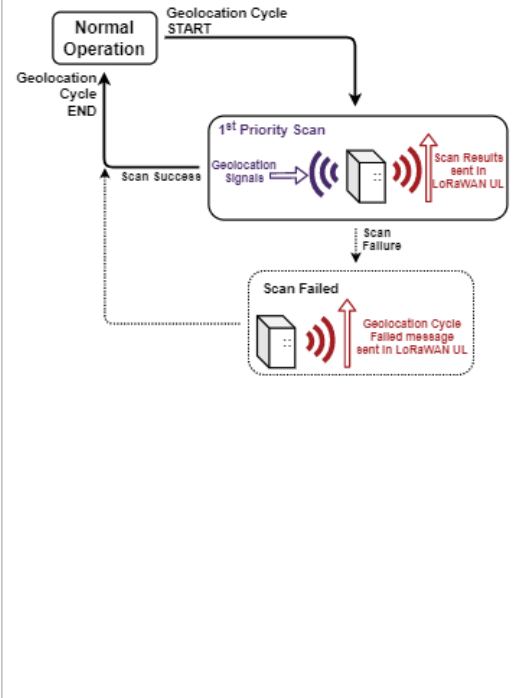 Normal
Operation
Geolocation Cycle
START
Geolocation
Cycle
END
1st Priority Scan
Geolocation
Signals
Scan Results
sent in
LoRaWAN UL
Scan Success
Scan
Failure
Scan Failed
Geolocation Cycle
Failed message
sent in LoRaWAN UL